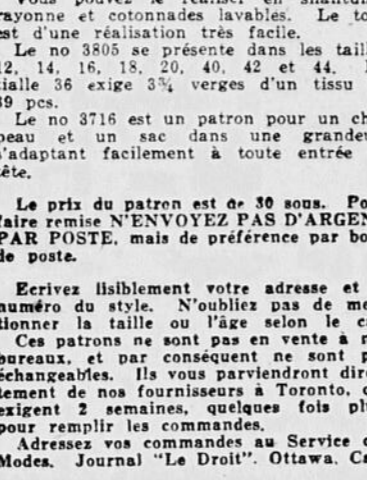 Vous pouvez le réaliser en shantung
rayonne et cotonnades lavables. Le to
est d'une réalisation très facile.
Le no 3805 se présente dans les taill
12, 14, 16, 18, 20, 40, 42 et 44. L
tialle 36 exige 3¾ verges d'un tissu
39 pcs.
Le no 3716 est un patron pour un ch
peau et un sac dans une grandeu
s'adaptant facilement à toute entrée
tête.
Le prix du patron est de 30 sous. Po
faire remise N'ENVOYEZ PAS D'ARGEN
PAR POSTE, mais de préférence par bo
de poste.
Ecrivez lisiblement votre adresse et
numéro du style. N'oubliez pas de me
tionner la taille ou l'âge selon le ca
Ces patrons ne sont pas en vente à n
bureaux, et par conséquent ne sont p
échangeables. Ils vous parviendront dire
tement de nos fournisseurs à Toronto, q
exigent 2 semaines, quelques fois plu
pour remplir les commandes.
Adressez vos commandes au Service d
Modes, Journal "Le Droit", Ottawa, Ca